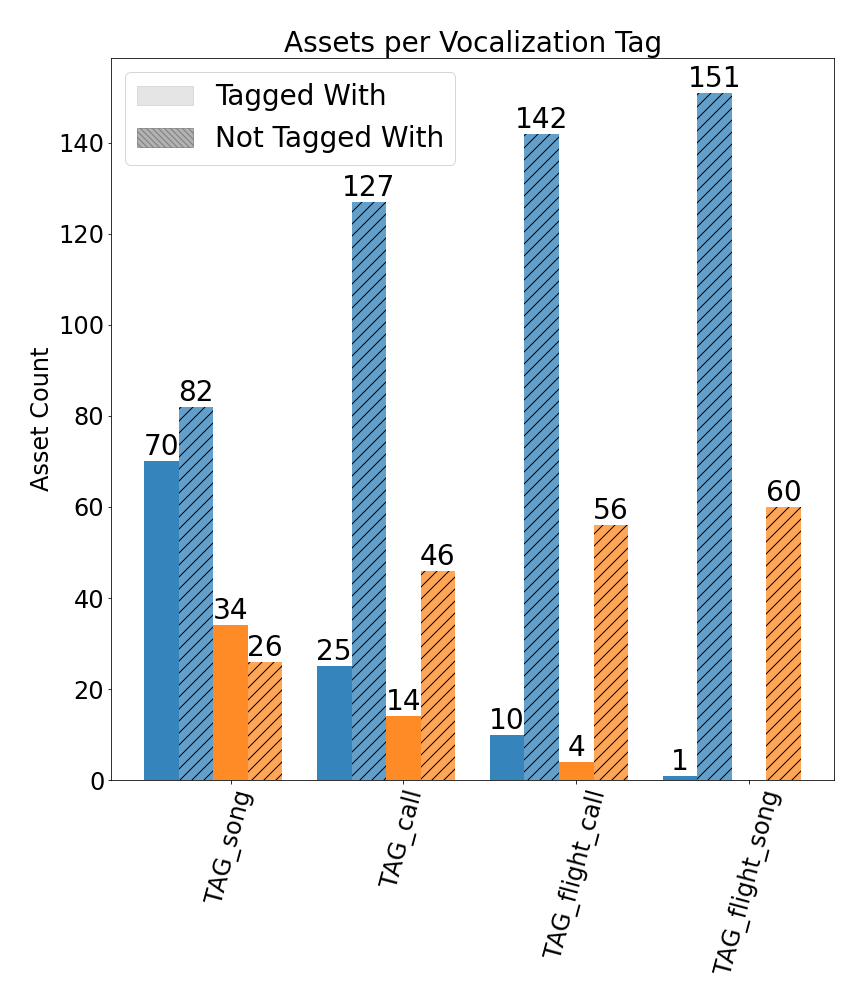 Assets per Vocalization Tag
Tagged With
Not Tagged With
Asset Count
140
120
100
80
60
40
20
0
70
82
34
26
25
127
14
46
10
142
4
56
1
151
60
TAG_song
TAG_call
TAG_flight_call
TAG_flight_song